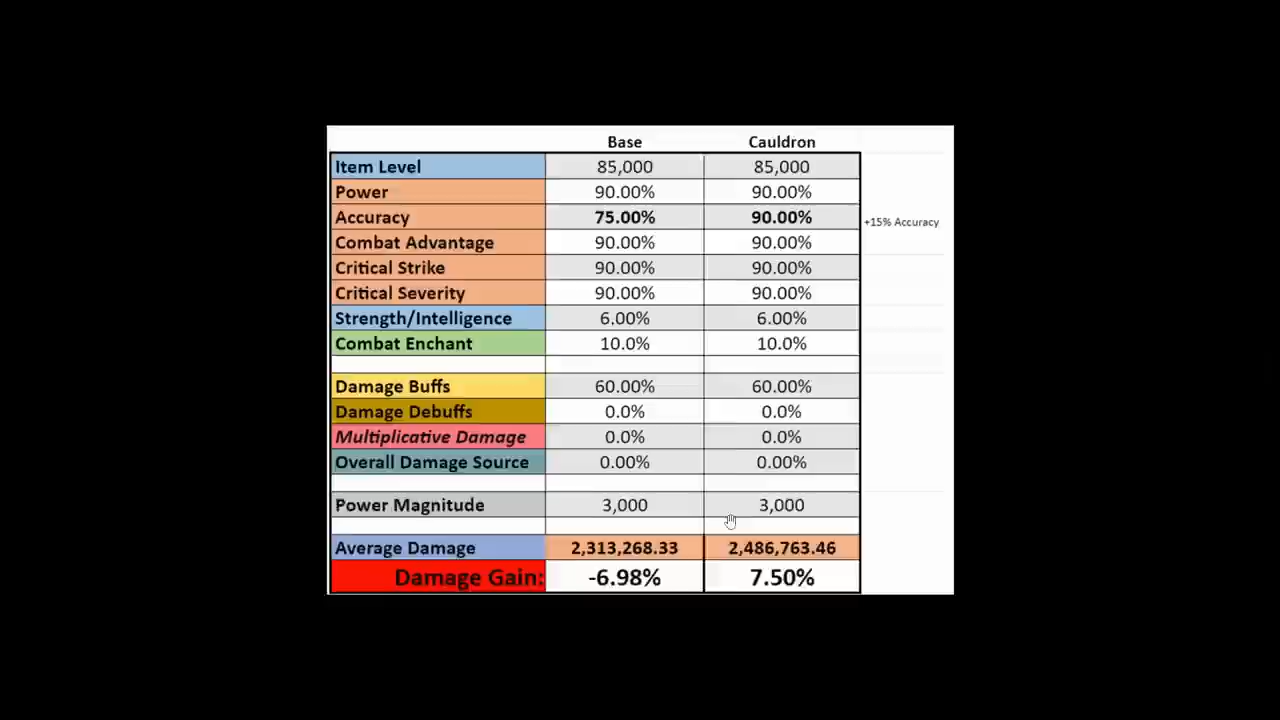 Base Cauldron
Item Level 85,000 85,000
Power 90.00% 90.00%
Accuracy 75.00% 90.00% +15% Accuracy
Combat Advantage 90.00% 90.00%
Critical Strike 90.00% 90.00%
Critical Severity 90.00% 90.00%
Strength/Intelligence 6.00% 6.00%
Combat Enchant 10.0% 10.0%
Damage Buffs 60.00% 60.00%
Damage Debuffs 0.0% 0.0%
Multiplicative Damage 0.0% 0.0%
Overall Damage Source 0.00% 0.00%
Power Magnitude 3,000 3,000
Average Damage 2,313,268.33 2,486,763.46
Damage Gain: -6.98% 7.50%